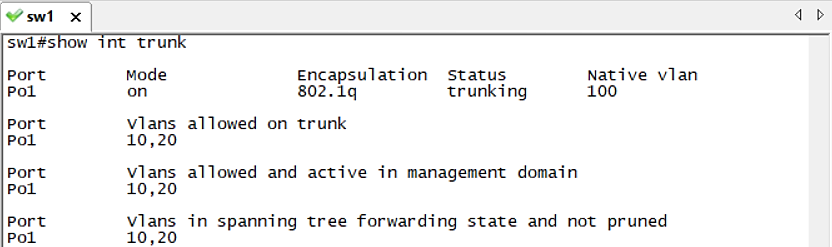 sw1
sw1#show int trunk
Port Mode Encapsulation Status Native vlan
Po1 on 802.1q trunking 100
Port Vlans allowed on trunk
Po1 10,20
Port Vlans allowed and active in management domain
Po1 10,20
Port Vlans in spanning tree forwarding state and not pruned
Po1 10,20